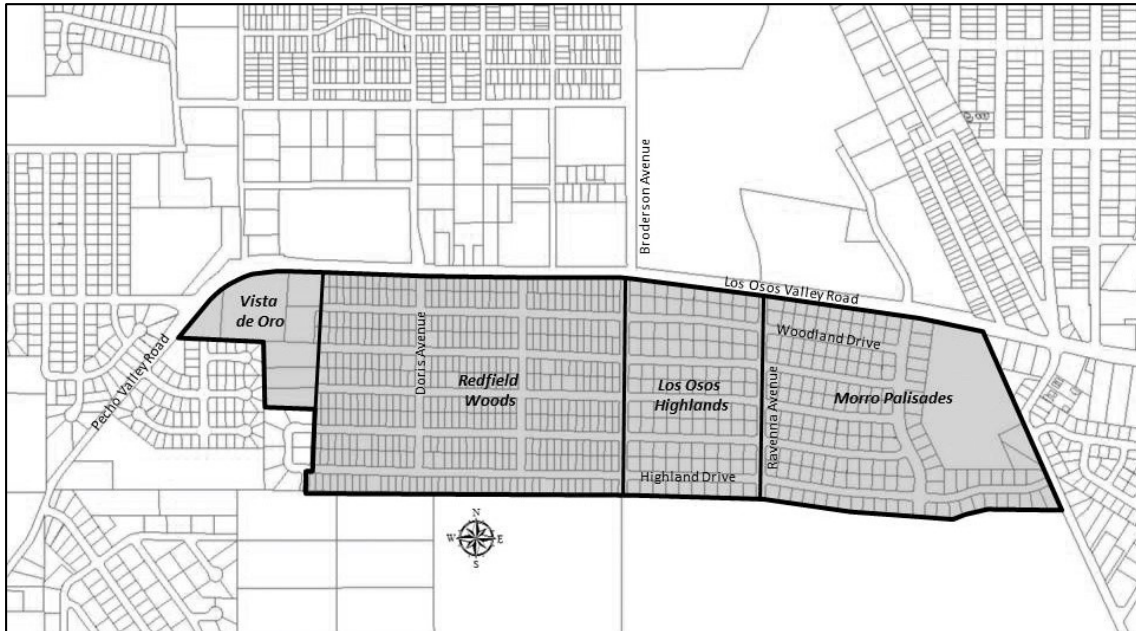 Broderson Avenue
Los Osos Valley Road
Vista
de Oro
Woodland Drive
Doris Avenue
Pecho Valley Road
Redfield
Woods
Los Osos
Highlands
Ravenna Avenue
Morro Palisades
Highland Drive
N
W
E
S